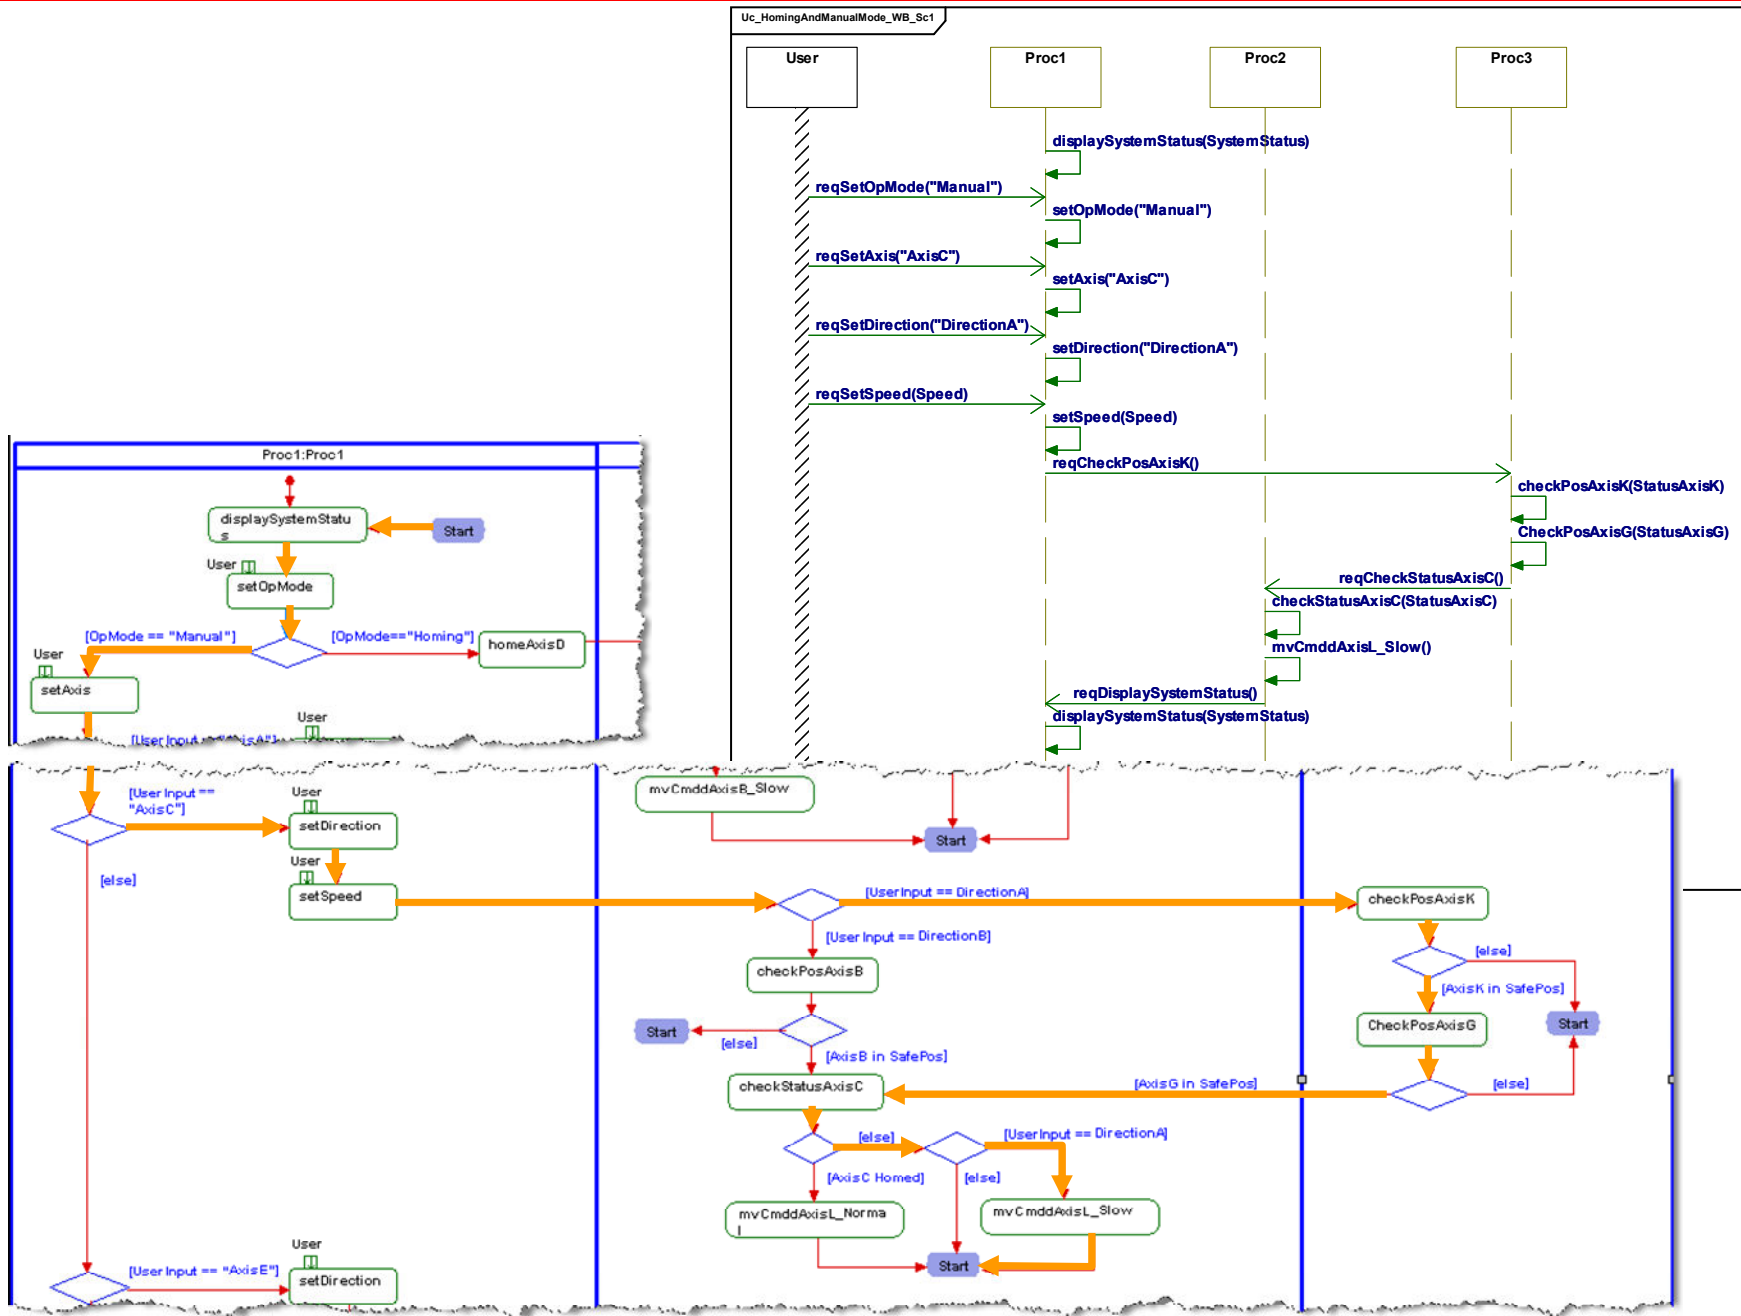 Uc_HomingAndManualMode_WB_Sc1
User
Proc1
Proc2
Proc3
displaySystemStatus(SystemStatus)
reqSetOpMode("Manual")
setOpMode("Manual")
reqSetAxis("AxisC")
setAxis("AxisC")
reqSetDirection("DirectionA")
setDirection("DirectionA")
reqSetSpeed(Speed)
setSpeed(Speed)
reqCheckPosAxisK()
checkPosAxisK(StatusAxisK)
CheckPosAxisG(StatusAxisG)
reqCheckStatusAxisC()
checkStatusAxisC(StatusAxisC)
mvCmddAxisL_Slow()
reqDisplaySystemStatus()
displaySystemStatus(SystemStatus)
Proc1:Proc1
displaySystemStatu
s
Start
User
setOpMode
[OpMode == "Manual"]
[OpMode=="Homing"]
homeAxisD
User
setAxis
User
[User Input == "AxisA"]
mvCmddAxisB_Slow
Start
[User Input ==
"AxisC"]
User
setDirection
User
setSpeed
[else]
[UserInput == DirectionA]
[User Input == DirectionB]
checkPosAxisB
Start
[else]
[AxisB in SafePos]
checkStatusAxisC
[else]
[UserInput == DirectionA]
[AxisC Homed]
[else]
mvCmddAxisL_Norma
l
mvCmddAxisL_Slow
Start
checkPosAxisK
[else]
[AxisK in SafePos]
CheckPosAxisG
Start
[AxisG in SafePos]
[else]
User
[User Input == "AxisE"]
setDirection